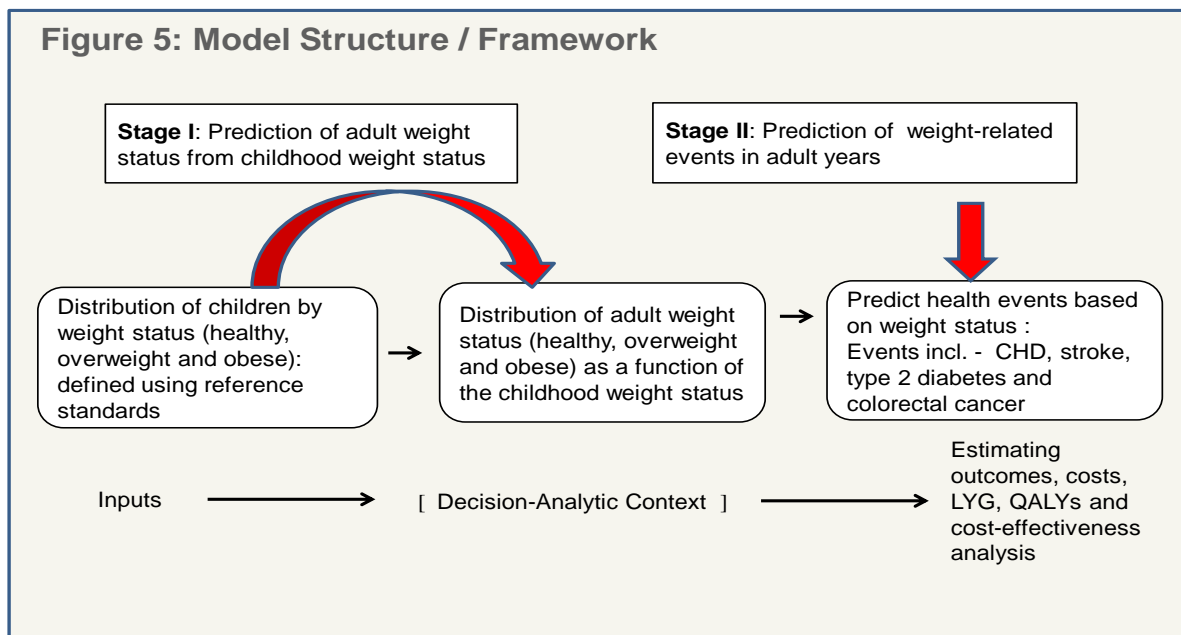 Figure 5: Model Structure / Framework
Stage I: Prediction of adult weight
status from childhood weight status
Stage II: Prediction of weight-related
events in adult years
Distribution of children by
weight status (healthy,
overweight and obese):
defined using reference
standards
Distribution of adult weight
status (healthy, overweight
and obese) as a function of
the childhood weight status
Predict health events based
on weight status :
Events incl. - CHD, stroke,
type 2 diabetes and
colorectal cancer
Inputs
[ Decision-Analytic Context ]
Estimating
outcomes, costs,
LYG, QALYs and
cost-effectiveness
analysis